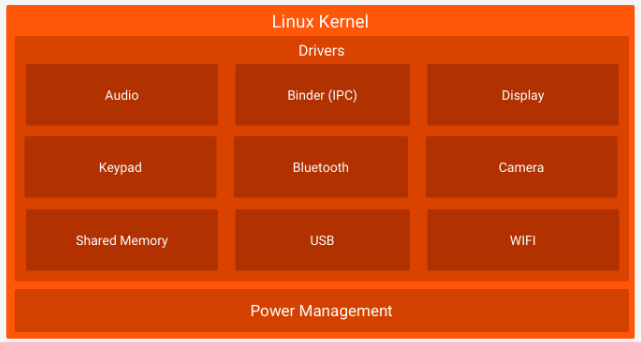 Linux Kernel
Drivers
Audio
Binder (IPC)
Display
Keypad
Bluetooth
Camera
Shared Memory
USB
WIFI
Power Management